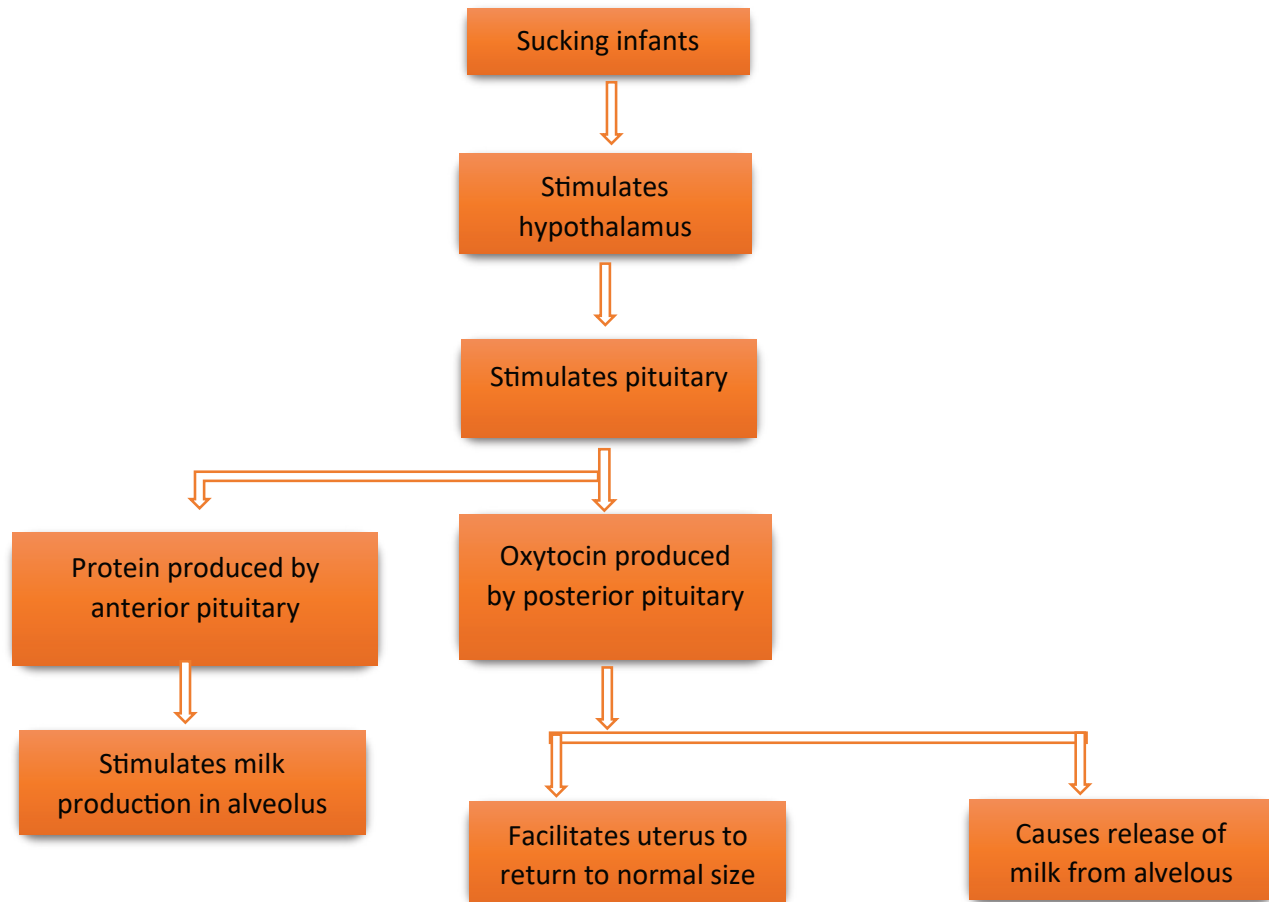 Sucking infants
Stimulates
hypothalamus
Stimulates pituitary
Protein produced by
anterior pituitary
Oxytocin produced
by posterior pituitary
Stimulates milk
production in alveolus
Facilitates uterus to
return to normal size
Causes release of
milk from alvelous